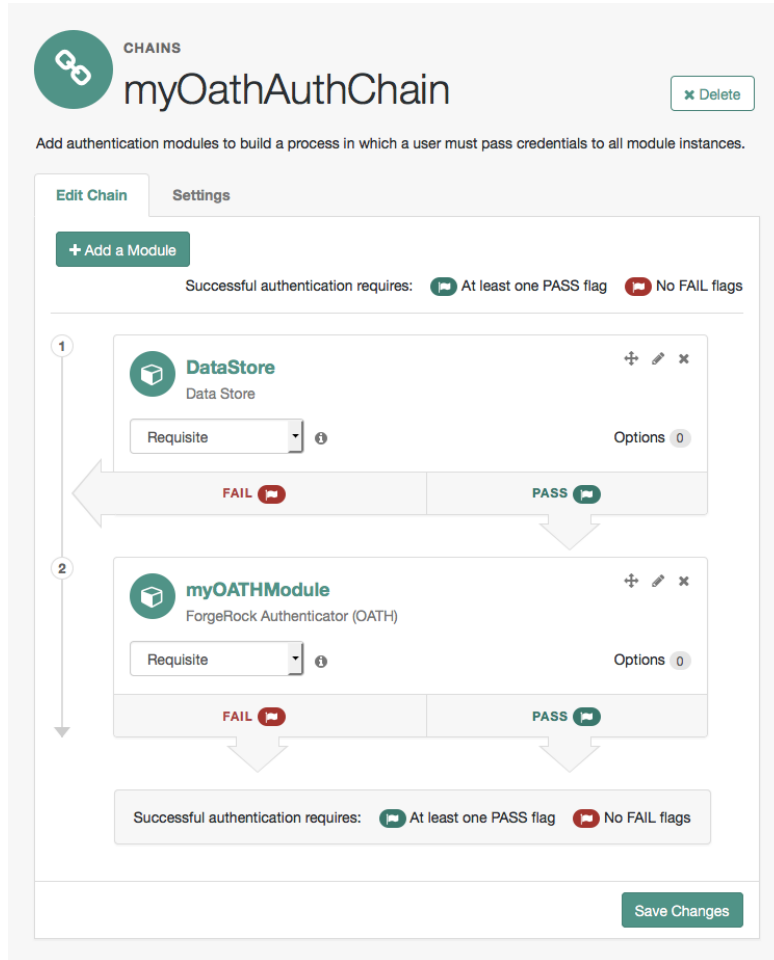 CHAINS
myOathAuthChain
Delete
Add authentication modules to build a process in which a user must pass credentials to all module instances.
Edit Chain
Settings
+ Add a Module
Successful authentication requires: At least one PASS flag No FAIL flags
1
DataStore
Data Store
Requisite
Options 0
FAIL
PASS
2
myOATHModule
ForgeRock Authenticator (OATH)
Requisite
Options 0
FAIL
PASS
Successful authentication requires: At least one PASS flag No FAIL flags
Save Changes